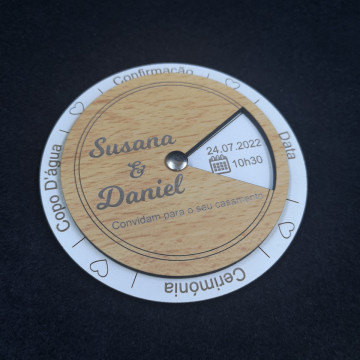 Confirmação
Susana
&
Daniel
Convidam para o seu casamento
24.07.2022
10h30
Data
Cerimónia
Copo D'água